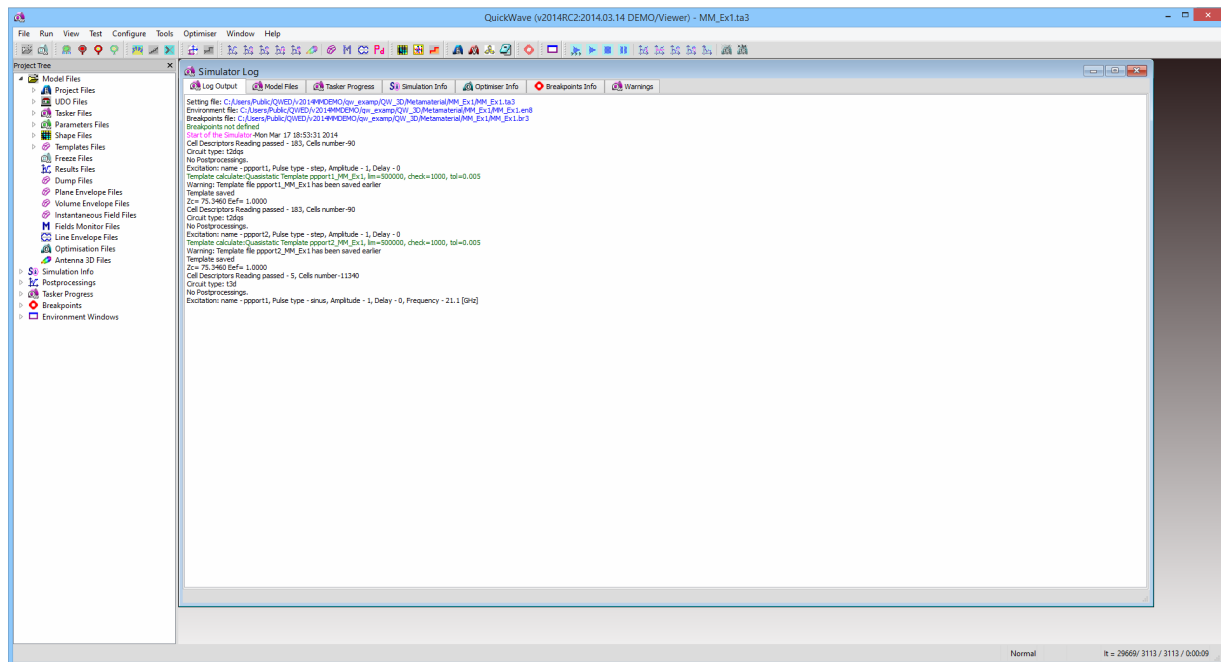 QuickWave (v2014RC2:2014.03.14 DEMO/Viewer) - MM_Ex1.ta3
File Run View Test Configure Tools Optimiser Window Help
Project Tree
Model Files
Project Files
UDO Files
Tasker Files
Parameters Files
Shape Files
Templates Files
Freeze Files
Results Files
Dump Files
Plane Envelope Files
Volume Envelope Files
Instantaneous Field Files
Fields Monitor Files
Line Envelope Files
Optimisation Files
Antenna 3D Files
Simulation Info
Postprocessings
Tasker Progress
Breakpoints
Environment Windows
Simulator Log
Log Output Model Files Tasker Progress Simulation Info Optimiser Info Breakpoints Info Warnings
Setting file: C:/Users/Public/QWED/v2014MMDEMO/qw_examp/QW_3D/Metamaterial/MM_Ex1/MM_Ex1.ta3
Environment file: C:/Users/Public/QWED/v2014MMDEMO/qw_examp/QW_3D/Metamaterial/MM_Ex1/MM_Ex1.en8
Breakpoints file: C:/Users/Public/QWED/v2014MMDEMO/qw_examp/QW_3D/Metamaterial/MM_Ex1/MM_Ex1.br3
Breakpoints not defined
Start of the Simulator-Mon Mar 17 18:53:31 2014
Cell Descriptors Reading passed - 183, Cells number-90
Circuit type: t2dqs
No Postprocessings.
Excitation: name - ppport1, Pulse type - step, Amplitude - 1, Delay - 0
Template calculate:Quasistatic Template ppport1_MM_Ex1, lim=500000, check=1000, tol=0.005
Warning: Template file ppport1_MM_Ex1 has been saved earlier
Template saved
Zc= 75.3460 Eef= 1.0000
Cell Descriptors Reading passed - 183, Cells number-90
Circuit type: t2dqs
No Postprocessings.
Excitation: name - ppport2, Pulse type - step, Amplitude - 1, Delay - 0
Template calculate:Quasistatic Template ppport2_MM_Ex1, lim=500000, check=1000, tol=0.005
Warning: Template file ppport2_MM_Ex1 has been saved earlier
Template saved
Zc= 75.3460 Eef= 1.0000
Cell Descriptors Reading passed - 5, Cells number-11340
Circuit type: t3d
No Postprocessings.
Excitation: name - ppport1, Pulse type - sinus, Amplitude - 1, Delay - 0, Frequency - 21.1 [GHz]
Normal It = 29669/ 3113 / 3113 / 0:00:09